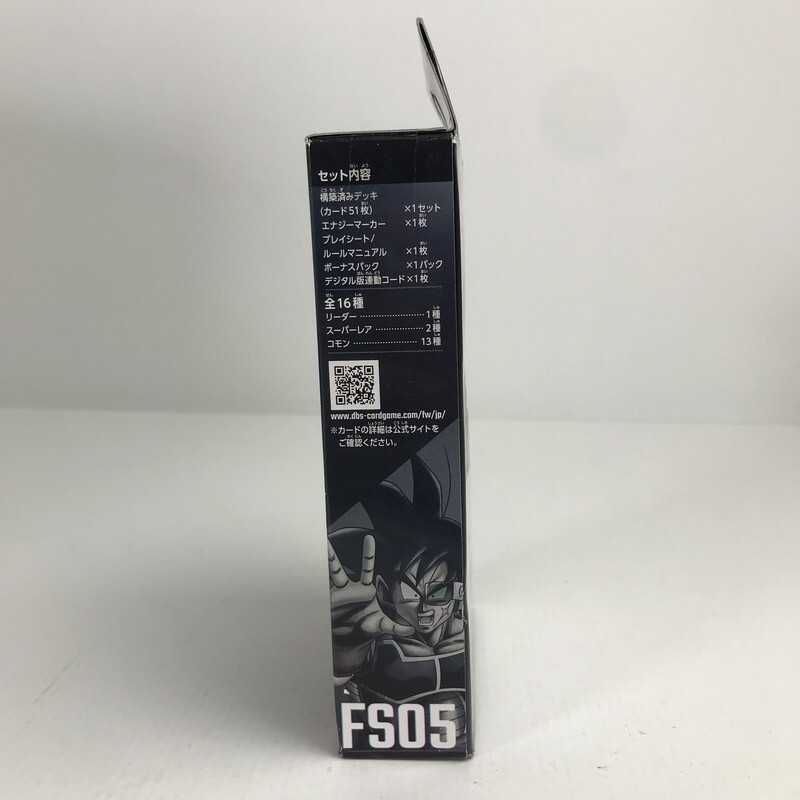 セット内容
構築済みデッキ
(カード51枚) ×1セット
エナジーマーカー ×1枚
プレイシート/
ルールマニュアル ×1枚
ボーナスパック ×1パック
デジタル版連動コード ×1枚
全16種
リーダー ……………………… 1種
スーパーレア ……………… 2種
コモン ……………………… 13種
www.dbs-cardgame.com/fw/jp/
※カードの詳細は公式サイトを
ご確認ください。
FS05